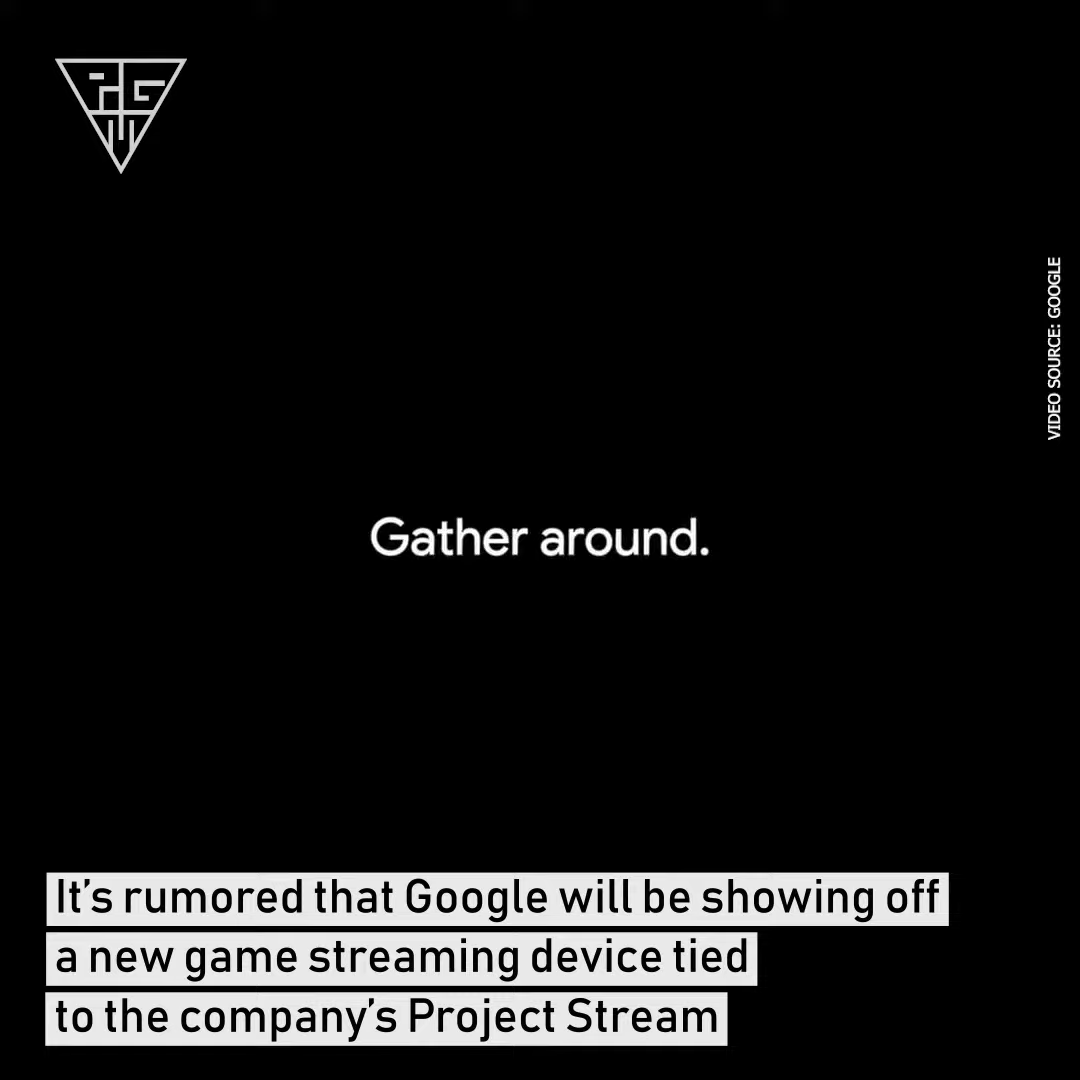 PG
VIDEO SOURCE: GOOGLE
Gather around.
It's rumored that Google will be showing off
a new game streaming device tied
to the company's Project Stream